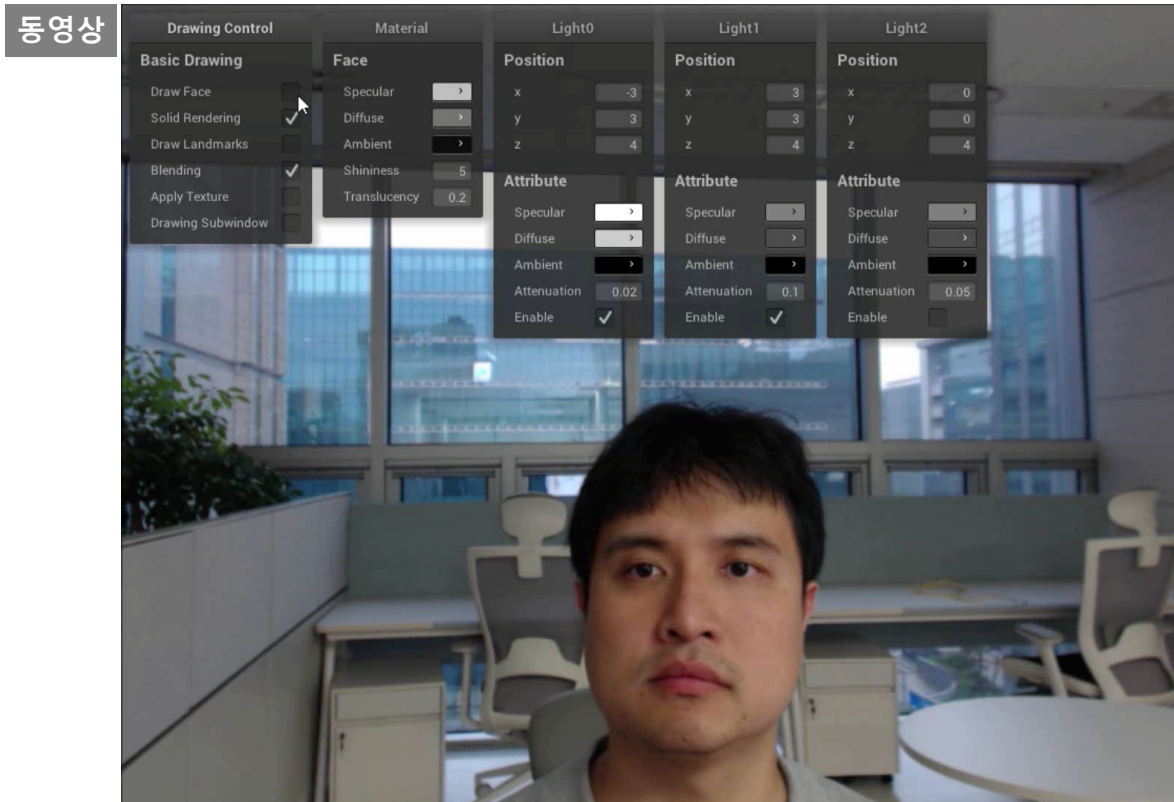 동영상
Drawing Control
Basic Drawing
Draw Face
Solid Rendering
Draw Landmarks
Blending
Apply Texture
Drawing Subwindow
Material
Face
Specular
Diffuse
Ambient
Shininess 5
Translucency 0.2
Light0
Position
x -3
y 3
z 4
Attribute
Specular
Diffuse
Ambient
Attenuation 0.02
Enable
Light1
Position
x 3
y 3
z 4
Attribute
Specular
Diffuse
Ambient
Attenuation 0.1
Enable
Light2
Position
x 0
y 0
z 4
Attribute
Specular
Diffuse
Ambient
Attenuation 0.05
Enable